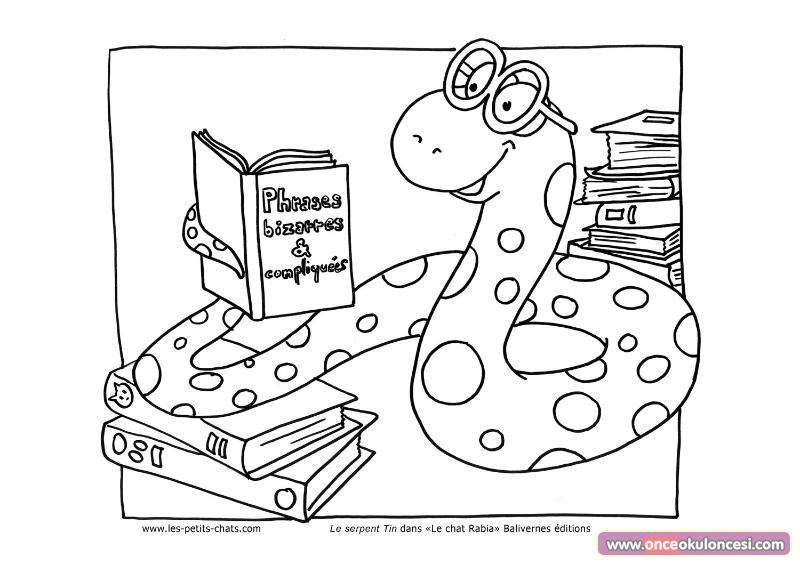 Phrases
bizarres
&
compliquées
www.les-petits-chats.com
Le serpent Tin dans «Le chat Rabia» Balivernes éditions
www.onceokuloncesi.com